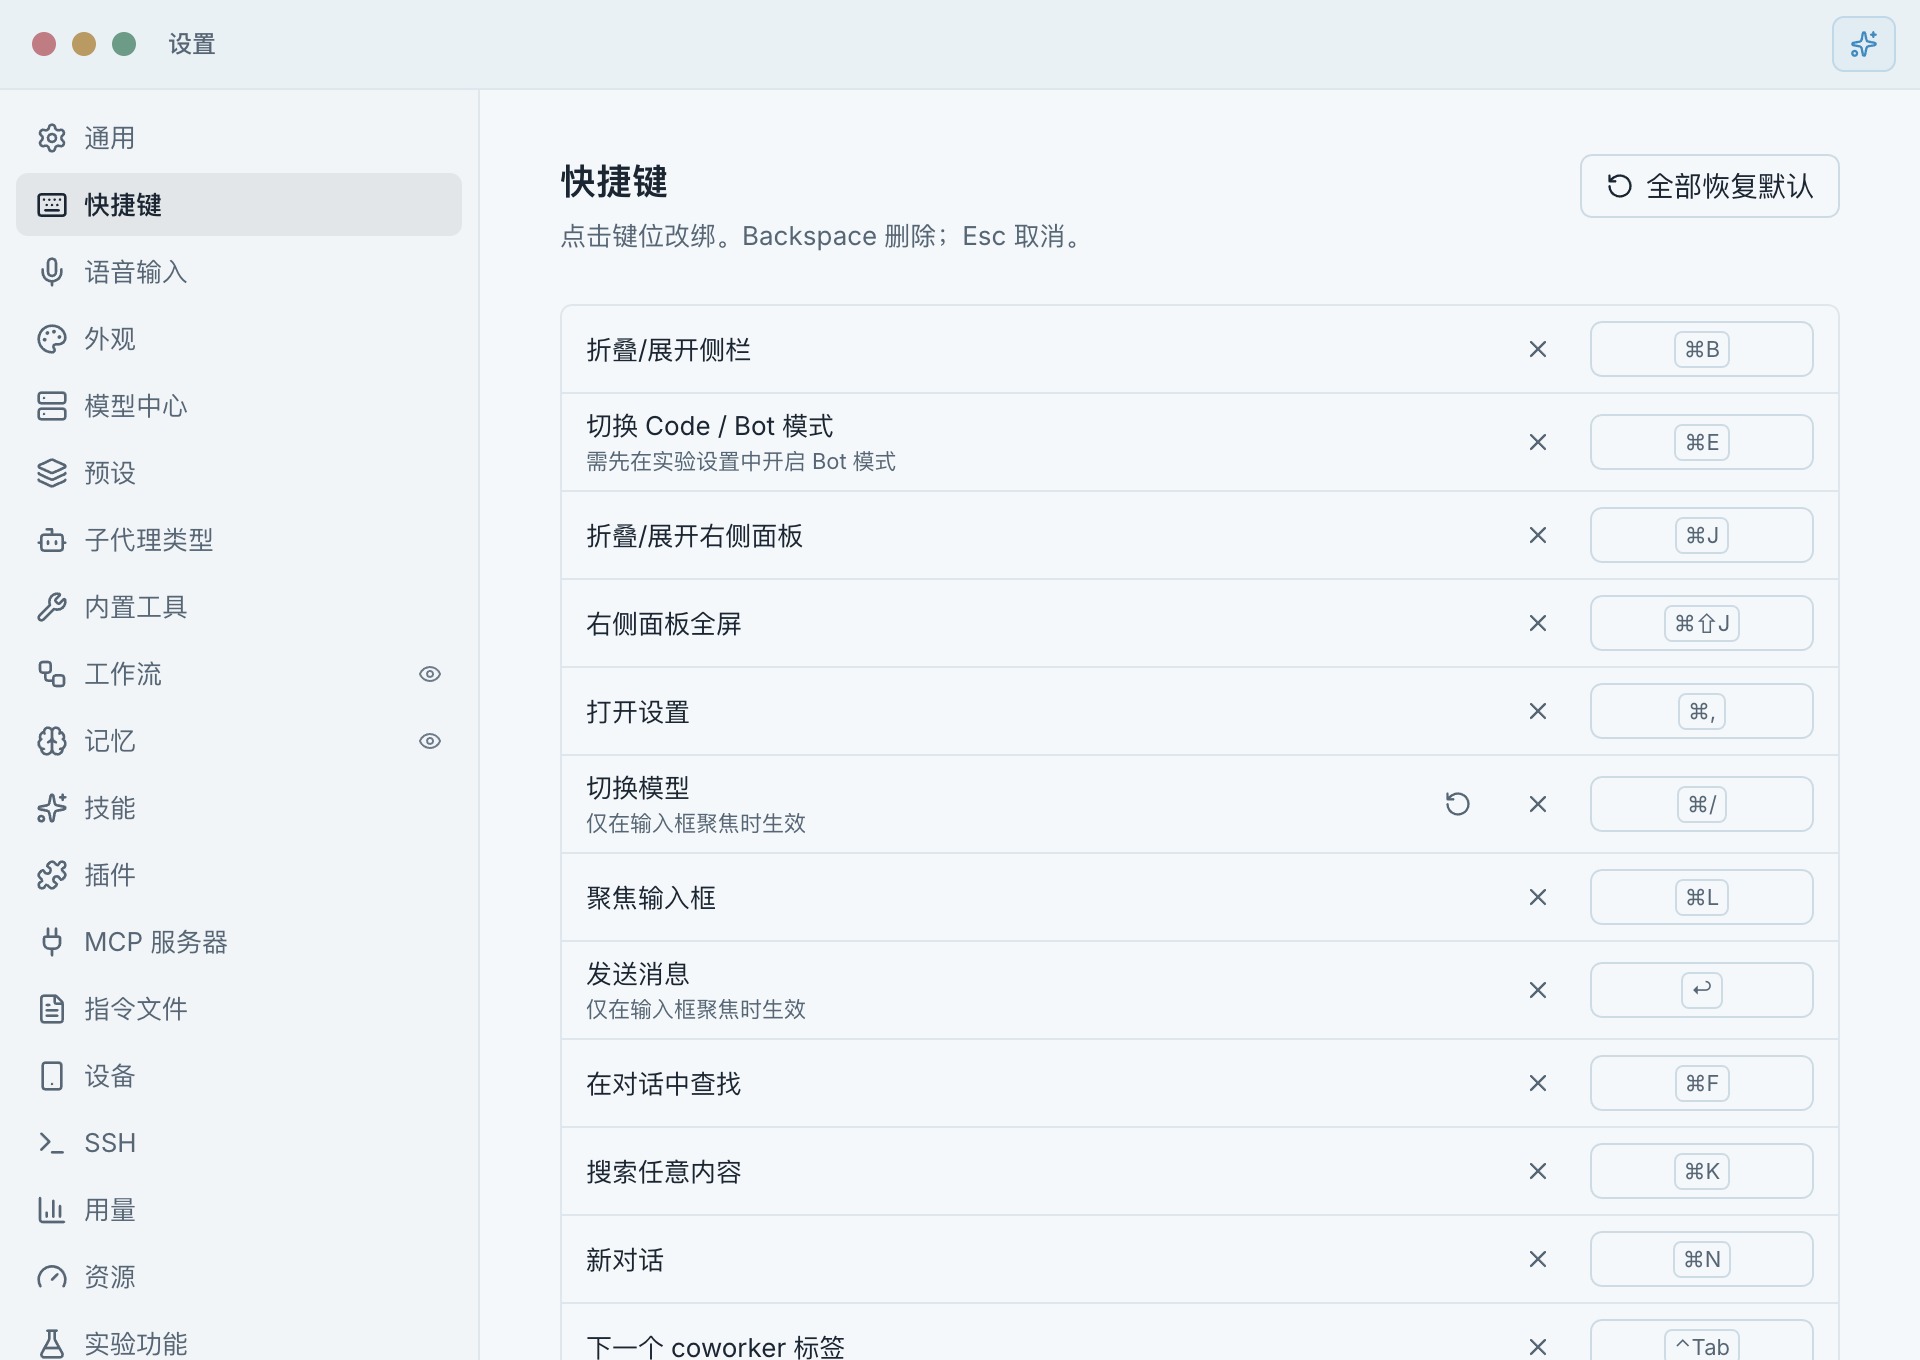 设置
通用
快捷键
语音输入
外观
模型中心
预设
子代理类型
内置工具
工作流
记忆
技能
插件
MCP 服务器
指令文件
设备
SSH
用量
资源
实验功能
快捷键
全部恢复默认
点击键位改绑。Backspace 删除；Esc 取消。
折叠/展开侧栏
⌘B
切换 Code / Bot 模式
需先在实验设置中开启 Bot 模式
⌘E
折叠/展开右侧面板
⌘J
右侧面板全屏
⌘⇧J
打开设置
⌘,
切换模型
仅在输入框聚焦时生效
⌘/
聚焦输入框
⌘L
发送消息
仅在输入框聚焦时生效
↩
在对话中查找
⌘F
搜索任意内容
⌘K
新对话
⌘N
下一个 coworker 标签
^Tab